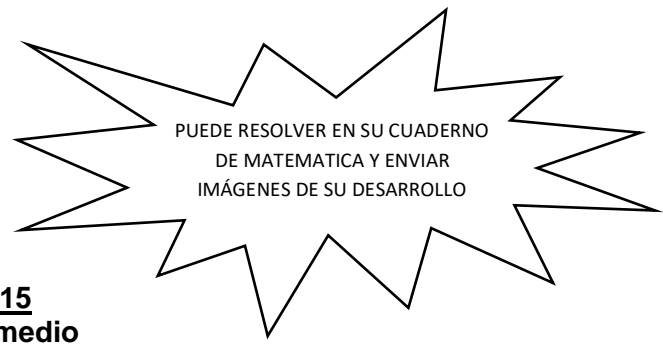 PUEDE RESOLVER EN SU CUADERNO
DE MATEMATICA Y ENVIAR
IMÁGENES DE SU DESARROLLO
15
medio